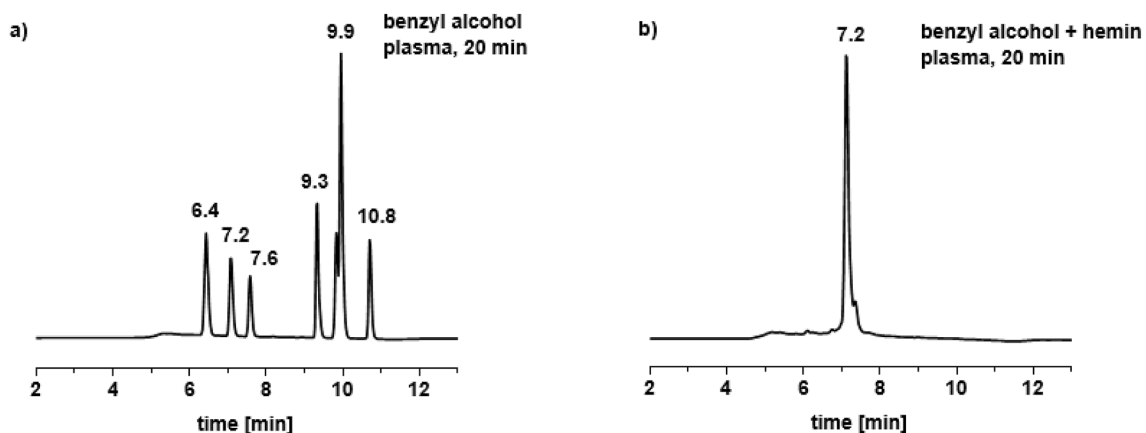 a)
benzyl alcohol
plasma, 20 min
9.9
9.3
6.4
7.2
7.6
10.8
2 4 6 8 10 12
time [min]
b)
benzyl alcohol + hemin
plasma, 20 min
7.2
2 4 6 8 10 12
time [min]